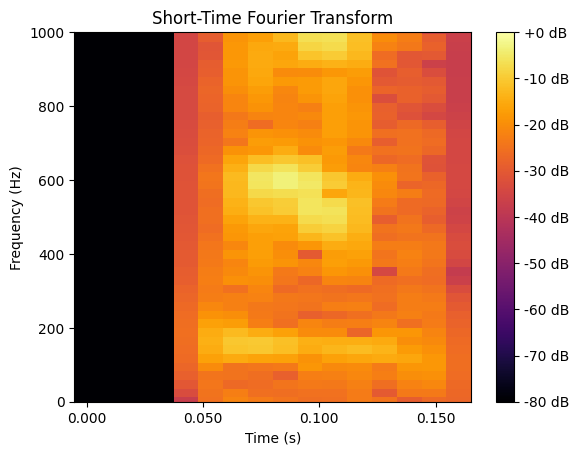 Short-Time Fourier Transform
Frequency (Hz)
1000
800
600
400
200
0
0.000 0.050 0.100 0.150
Time (s)
+0 dB
-10 dB
-20 dB
-30 dB
-40 dB
-50 dB
-60 dB
-70 dB
-80 dB